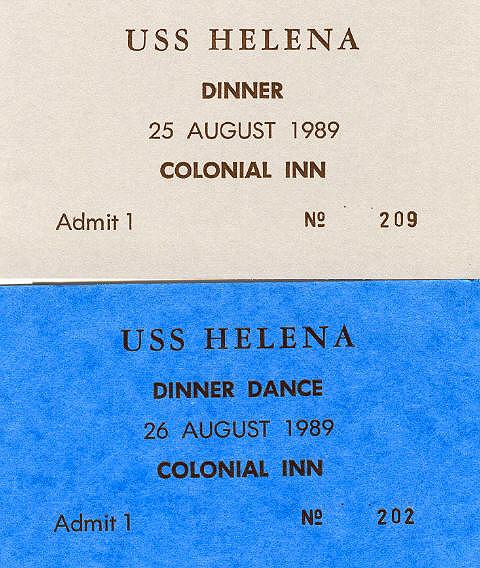 USS HELENA
DINNER
25 AUGUST 1989
COLONIAL INN
Admit 1 Nº 209
USS HELENA
DINNER DANCE
26 AUGUST 1989
COLONIAL INN
Admit 1 Nº 202